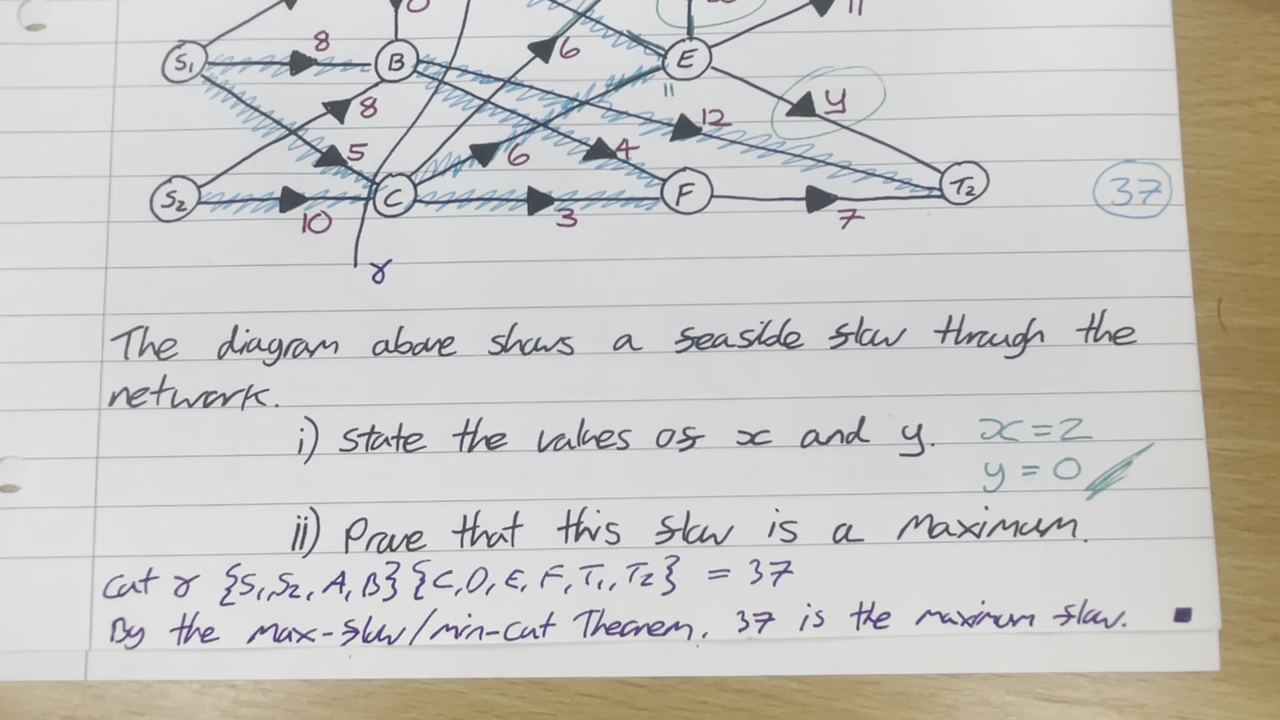 0
11
S₁
8
B
6
E
11
8
12
y
5
6
4
S₂
C
F
T₂
37
10
3
7
γ
The diagram above shows a feasible flow through the
network.
i) State the values of x and y. x = 2
y = 0
ii) Prove that this flow is a maximum.
Cut γ {S₁, S₂, A, B} {C, D, E, F, T₁, T₂} = 37
By the max-flow/min-cut Theorem, 37 is the maximum flow.